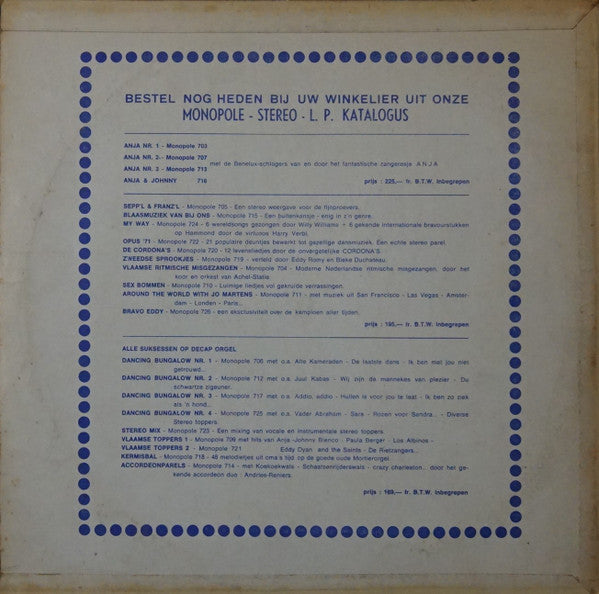 BESTEL NOG HEDEN BIJ UW WINKELIER UIT ONZE
MONOPOLE - STEREO - L. P. KATALOGUS
ANJA NR. 1 - Monopole 703
ANJA NR. 2- Monopole 707
met de Benelux-schlagers van en door het fantastische zangeresje ANJA
ANJA NR. 3 - Monopole 713
ANJA & JOHNNY 716 prijs : 225,— fr. B.T.W. Inbegrepen
SEPP'L & FRANZ'L - Monopole 705 - Een stereo weergave voor de fijnproevers.
BLAASMUZIEK VAN BIJ ONS - Monopole 715 - Een buitenkansje - enig in z'n genre.
MY WAY - Monopole 724 - 6 wereldsongs gezongen door Willy Williams + 6 gekende internationale bravourstukken
op Hammond door de virtuoos Harry Verbi.
OPUS '71 - Monopole 722 - 21 populaire deuntjes bewerkt tot gezellige dansmuziek. Een echte stereo parel.
DE CORDONA'S - Monopole 720 - 12 levensliedjes door de onvergetelijke CORDONA'S.
ZWEEDSE SPROOKJES - Monopole 719 - verteld door Eddy Romy en Bieke Duchateau.
VLAAMSE RITMISCHE MISGEZANGEN - Monopole 704 - Moderne Nederlandse ritmische misgezangen, door het
koor en orkest van Achel-Statie.
SEX BOMMEN - Monopole 710 - Luimige liedjes vol gekruide verrassingen.
AROUND THE WORLD WITH JO MARTENS - Monopole 711 - met muziek uit San Francisco - Las Vegas - Amster-
dam - Londen - Paris...
BRAVO EDDY - Monopole 726 - een eksclusiviteit over de kampioen aller tijden.
prijs : 195,— fr. B.T.W. Inbegrepen
ALLE SUKSESSEN OP DECAP ORGEL
DANCING BUNGALOW NR. 1 - Monopole 706 met o.a. Alte Kameraden - De laatste dans - Ik ben met jou niet
getrouwd...
DANCING BUNGALOW NR. 2 - Monopole 712 met o.a. Juul Kabas - Wij zijn de mannekes van plezier - De
schwartze zigeuner.
DANCING BUNGALOW NR. 3 - Monopole 717 met o.a. Addio, addio - Huilen is voor jou te laat - Ik ben zo ziek
als 'n hond...
DANCING BUNGALOW NR. 4 - Monopole 725 met o.a. Vader Abraham - Sara - Rozen voor Sandra... - Diverse
Stereo toppers.
STEREO MIX - Monopole 723 - Een mixing van vocale en instrumentale stereo toppers.
VLAAMSE TOPPERS 1 - Monopole 709 met hits van Anja - Johnny Blenco - Paula Berger - Los Albinos -
VLAAMSE TOPPERS 2 - Monopole 721 Eddy Dyan and the Saints - De Rietzangers...
KERMISBAL - Monopole 718 - 48 melodietjes uit oma's tijd op de goede oude Mortierorgel.
ACCORDEONPARELS - Monopole 714 - met Koekoekwals - Schaatsenrijderswals - crazy charleston... door het ge-
kende accordeon duo : Andries-Reniers.
prijs : 169,— fr. B.T.W. Inbegrepen